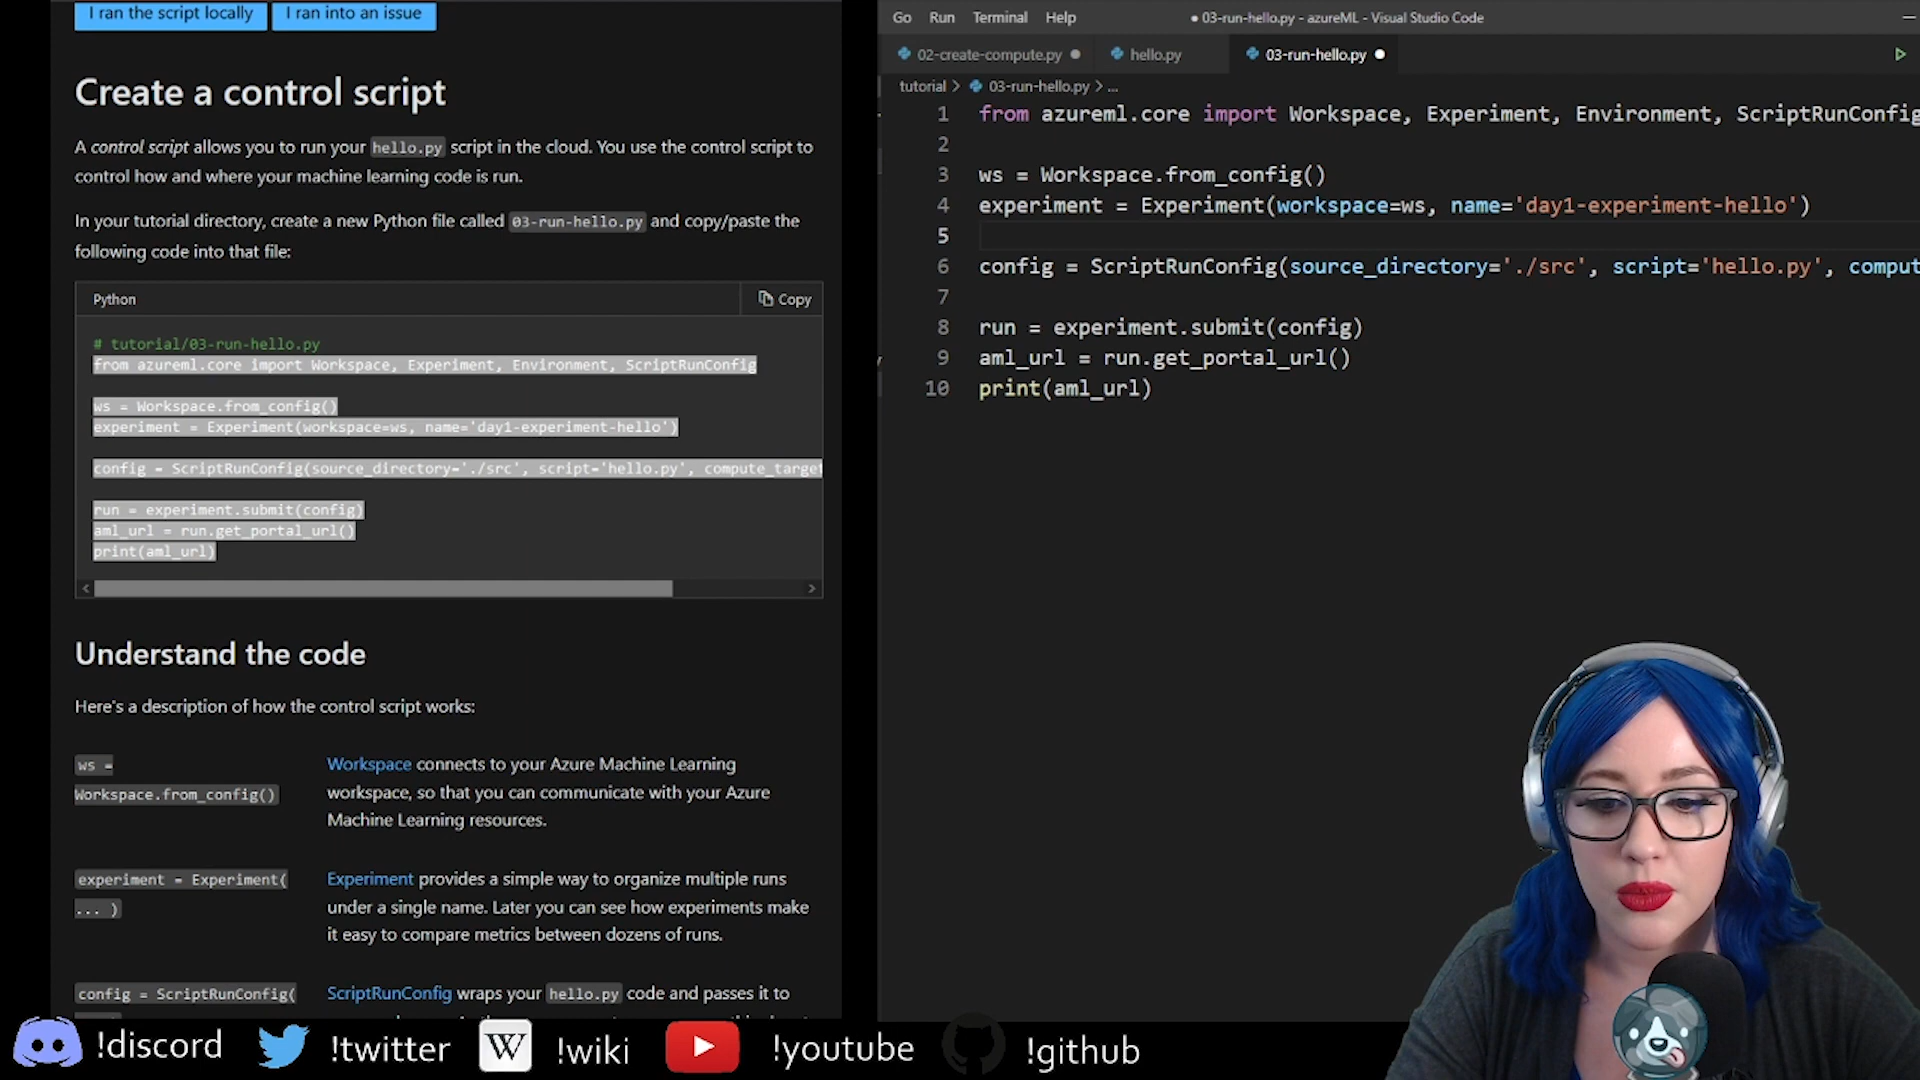 I ran the script locally
I ran into an issue
Create a control script
A control script allows you to run your hello.py script in the cloud. You use the control script to
control how and where your machine learning code is run.
In your tutorial directory, create a new Python file called 03-run-hello.py and copy/paste the
following code into that file:
Python
Copy
# tutorial/03-run-hello.py
from azureml.core import Workspace, Experiment, Environment, ScriptRunConfig
ws = Workspace.from_config()
experiment = Experiment(workspace=ws, name='day1-experiment-hello')
config = ScriptRunConfig(source_directory='./src', script='hello.py', compute_target
run = experiment.submit(config)
aml_url = run.get_portal_url()
print(aml_url)
Understand the code
Here's a description of how the control script works:
ws =
Workspace.from_config()
Workspace connects to your Azure Machine Learning
workspace, so that you can communicate with your Azure
Machine Learning resources.
experiment = Experiment(
... )
Experiment provides a simple way to organize multiple runs
under a single name. Later you can see how experiments make
it easy to compare metrics between dozens of runs.
config = ScriptRunConfig(
ScriptRunConfig wraps your hello.py code and passes it to
Go Run Terminal Help
● 03-run-hello.py - azureML - Visual Studio Code
02-create-compute.py ● hello.py 03-run-hello.py ●
tutorial > 03-run-hello.py > ...
1 from azureml.core import Workspace, Experiment, Environment, ScriptRunConfig
2
3 ws = Workspace.from_config()
4 experiment = Experiment(workspace=ws, name='day1-experiment-hello')
5
6 config = ScriptRunConfig(source_directory='./src', script='hello.py', comput
7
8 run = experiment.submit(config)
9 aml_url = run.get_portal_url()
10 print(aml_url)
!discord
!twitter
W
!wiki
!youtube
!github